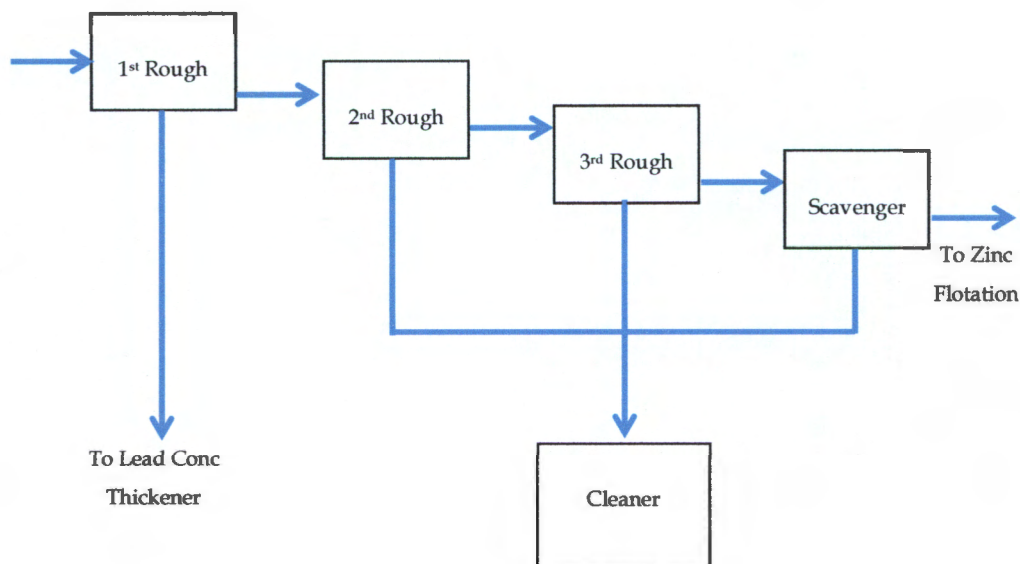 1st Rough
2nd Rough
3rd Rough
Scavenger
To Zinc
Flotation
To Lead Conc
Thickener
Cleaner